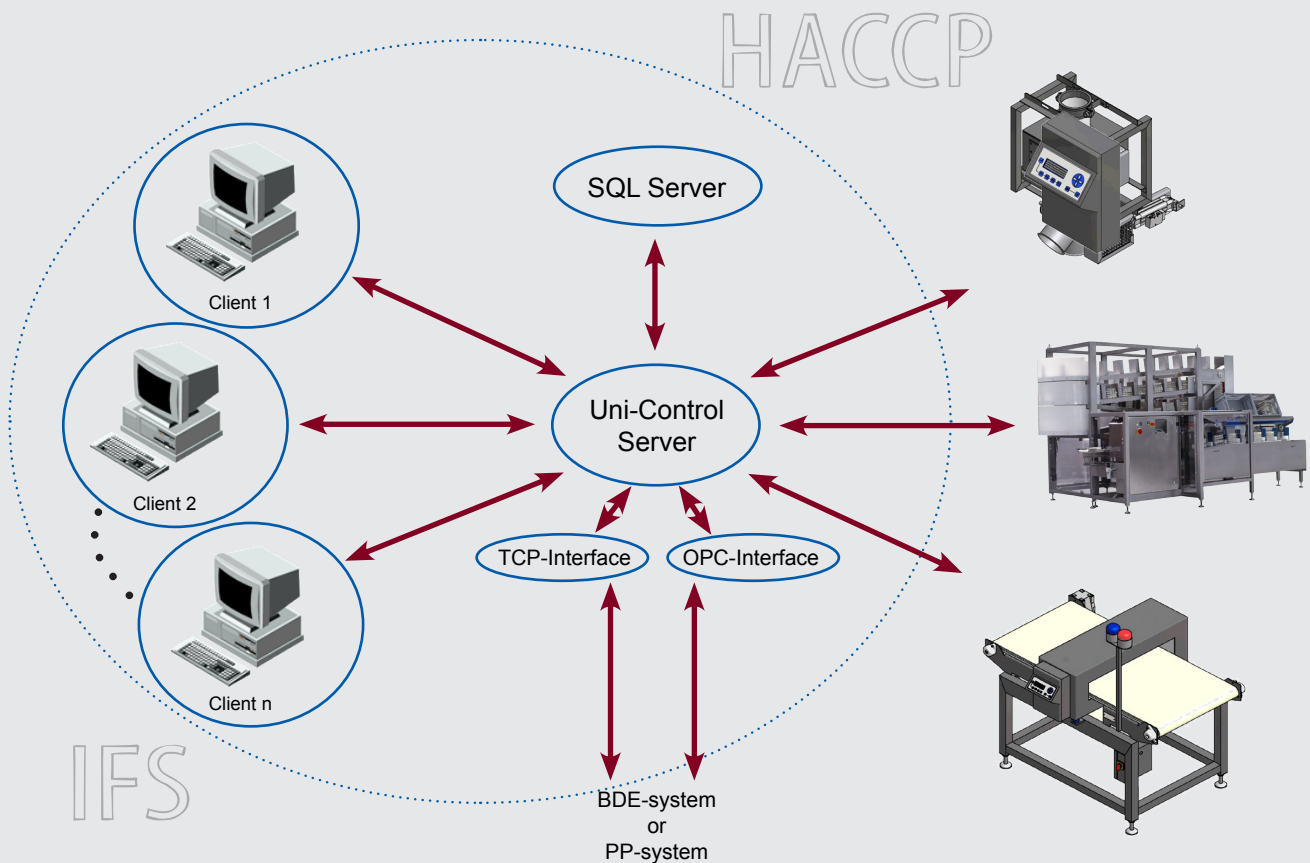 HACCP
SQL Server
Client 1
Uni-Control
Server
Client 2
TCP-Interface
OPC-Interface
Client n
IFS
BDE-system
or
PP-system